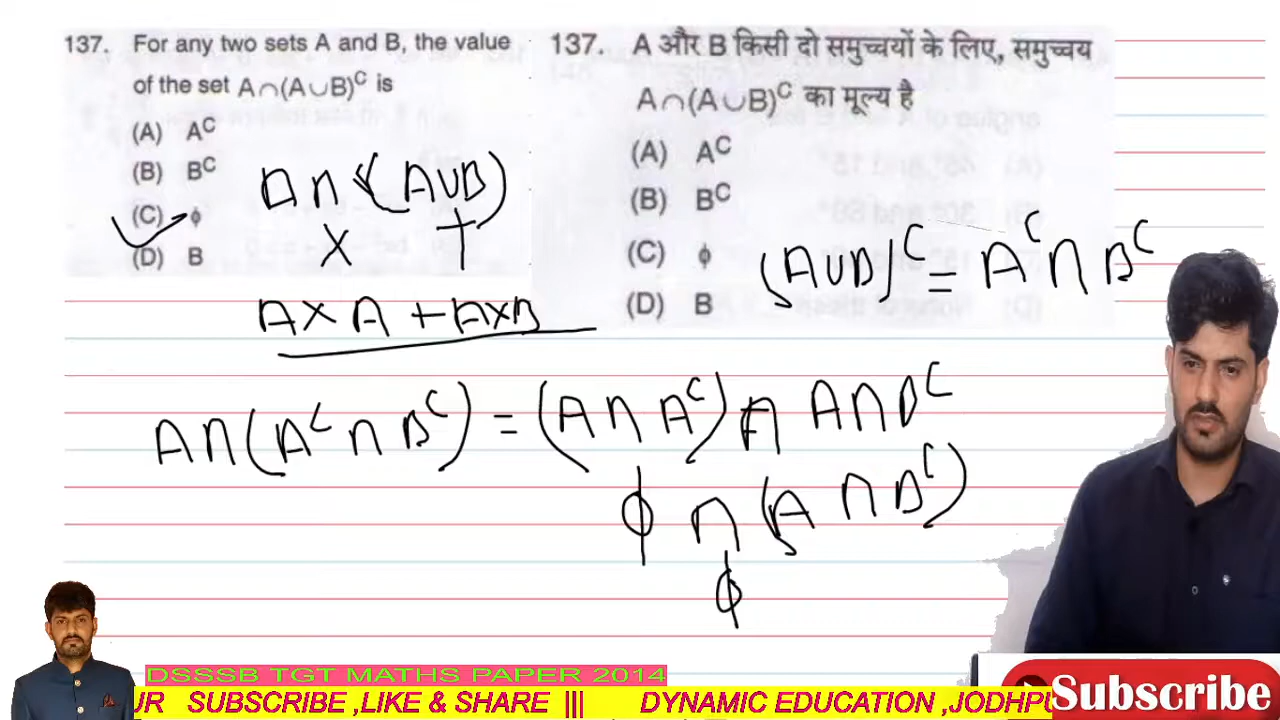 137. For any two sets A and B, the value
of the set A∩(A∪B)ᶜ is
(A) Aᶜ
(B) Bᶜ
(C) ϕ
(D) B
137. A और B किसी दो समुच्चयों के लिए, समुच्चय
A∩(A∪B)ᶜ का मूल्य है
(A) Aᶜ
(B) Bᶜ
(C) ϕ
(D) B
A ∩ (A∪B)
× +
A×A + A×B
(A∪B)ᶜ = Aᶜ ∩ Bᶜ
A∩(Aᶜ∩Bᶜ) = (A∩Aᶜ) ∩ A∩Bᶜ
ϕ ∩ (A∩Bᶜ)
ϕ
DSSSB TGT MATHS PAPER 2014
UR SUBSCRIBE ,LIKE & SHARE ||| DYNAMIC EDUCATION ,JODHPU
Subscribe